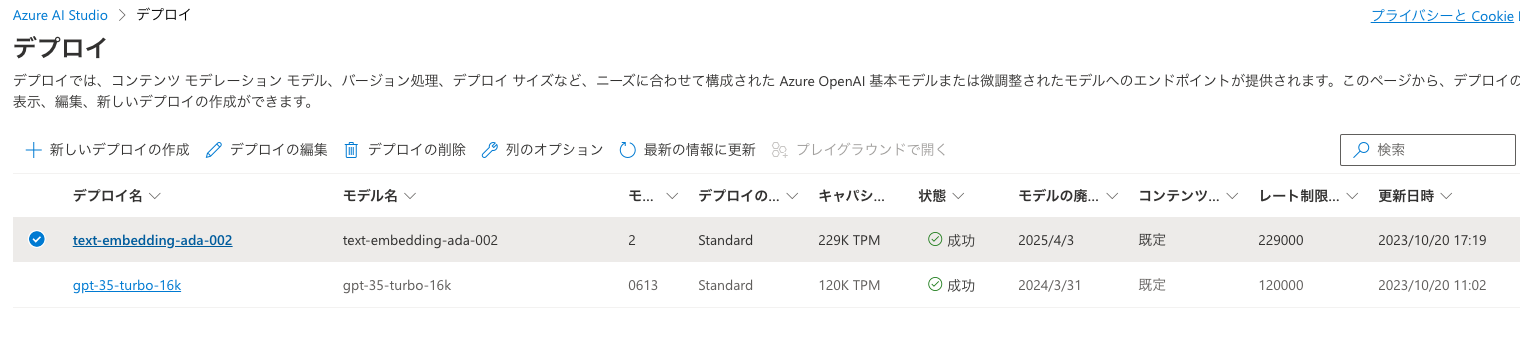 Azure AI Studio > デプロイ
プライバシーと Cookie
デプロイ
デプロイでは、コンテンツ モデレーション モデル、バージョン処理、デプロイ サイズなど、ニーズに合わせて構成された Azure OpenAI 基本モデルまたは微調整されたモデルへのエンドポイントが提供されます。このページから、デプロイの
表示、編集、新しいデプロイの作成ができます。
新しいデプロイの作成 デプロイの編集 デプロイの削除 列のオプション 最新の情報に更新 プレイグラウンドで開く 検索
デプロイ名 モデル名 モ... デプロイの... キャパシ... 状態 モデルの廃... コンテンツ... レート制限... 更新日時
text-embedding-ada-002 text-embedding-ada-002 2 Standard 229K TPM 成功 2025/4/3 既定 229000 2023/10/20 17:19
gpt-35-turbo-16k gpt-35-turbo-16k 0613 Standard 120K TPM 成功 2024/3/31 既定 120000 2023/10/20 11:02